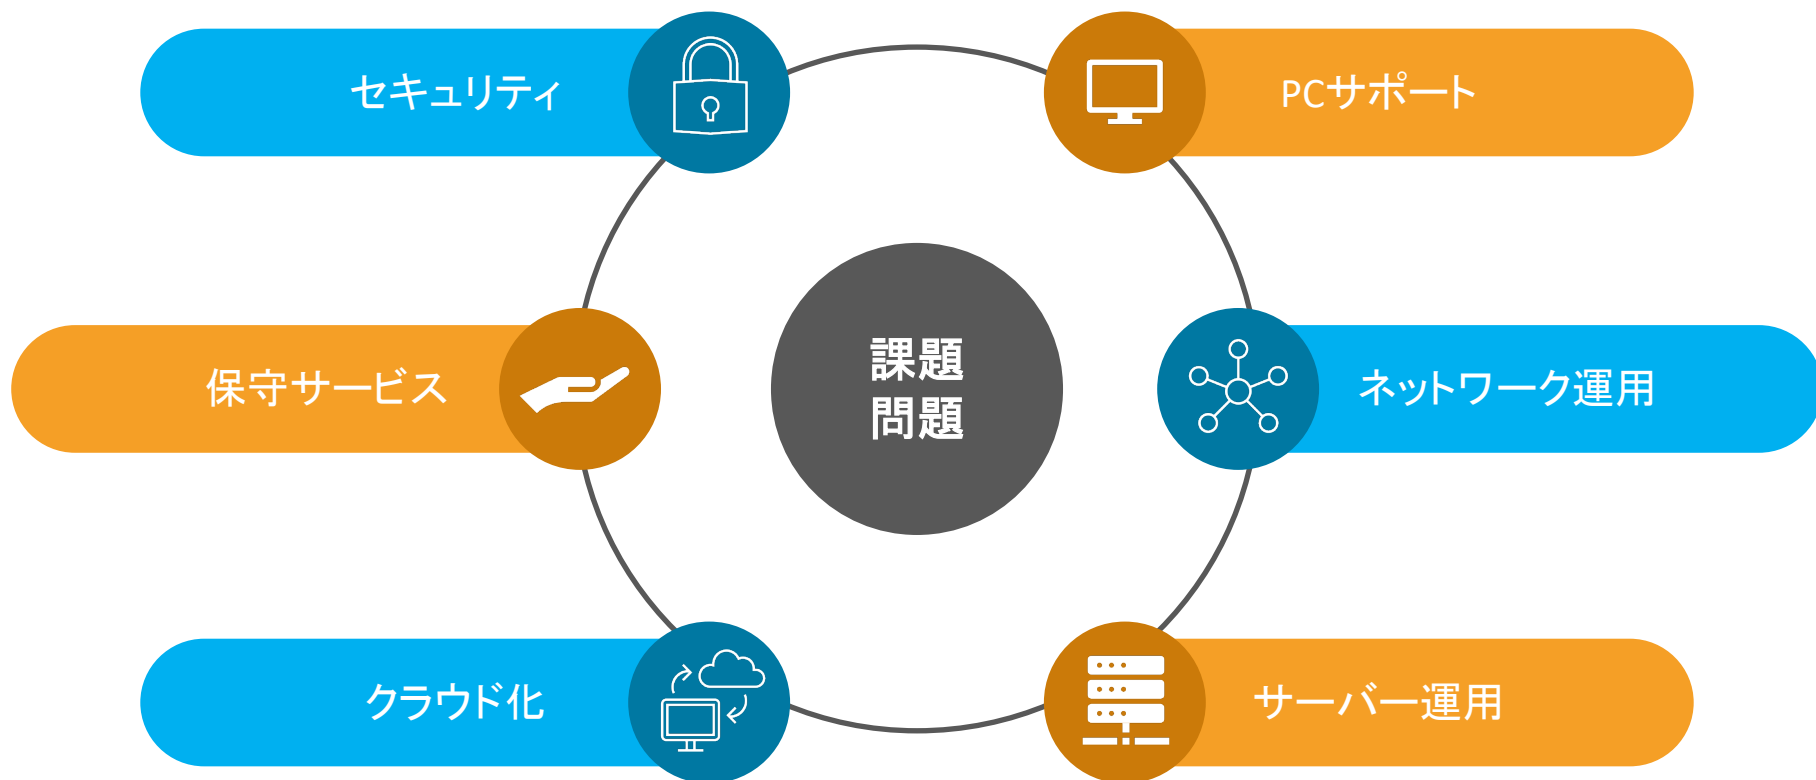 セキュリティ
PCサポート
保守サービス
課題
問題
ネットワーク運用
クラウド化
サーバー運用